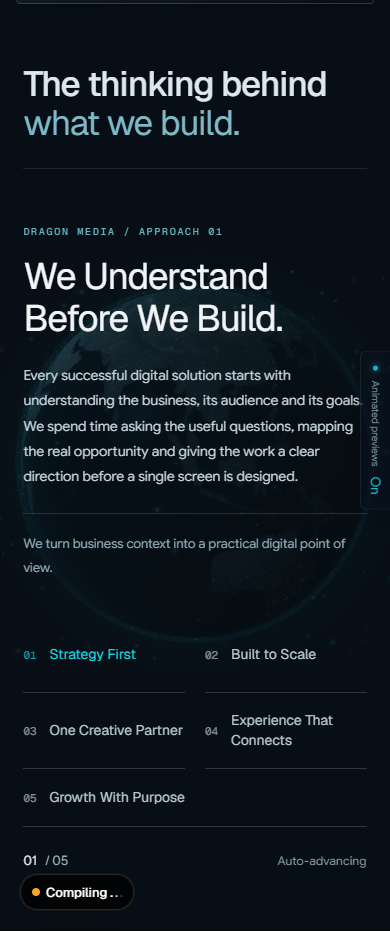 The thinking behind
what we build.
DRAGON MEDIA / APPROACH 01
We Understand
Before We Build.
Every successful digital solution starts with
understanding the business, its audience and its goals.
We spend time asking the useful questions, mapping
the real opportunity and giving the work a clear
direction before a single screen is designed.
Animated previews On
We turn business context into a practical digital point of
view.
01 Strategy First
02 Built to Scale
03 One Creative Partner
04 Experience That
Connects
05 Growth With Purpose
01 / 05
Auto-advancing
Compiling ...